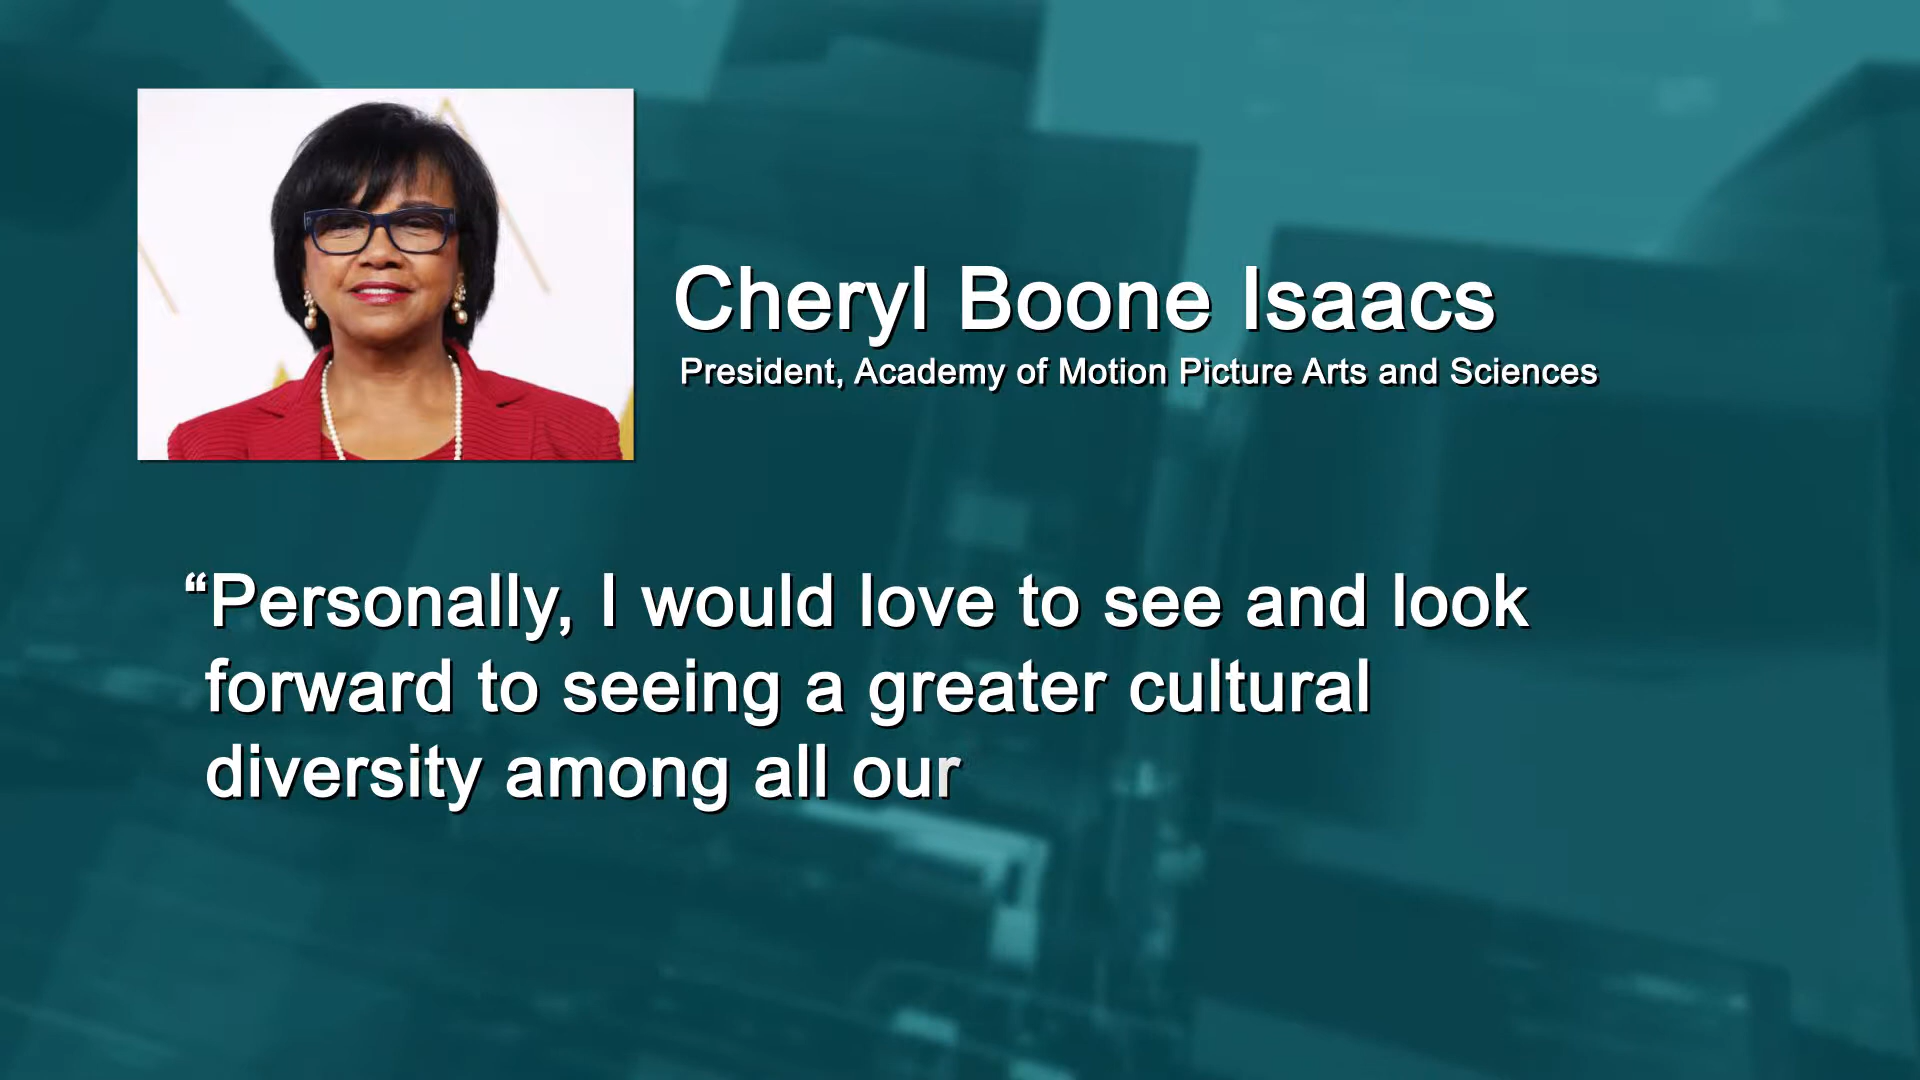 Cheryl Boone Isaacs
President, Academy of Motion Picture Arts and Sciences
“Personally, I would love to see and look
forward to seeing a greater cultural
diversity among all our